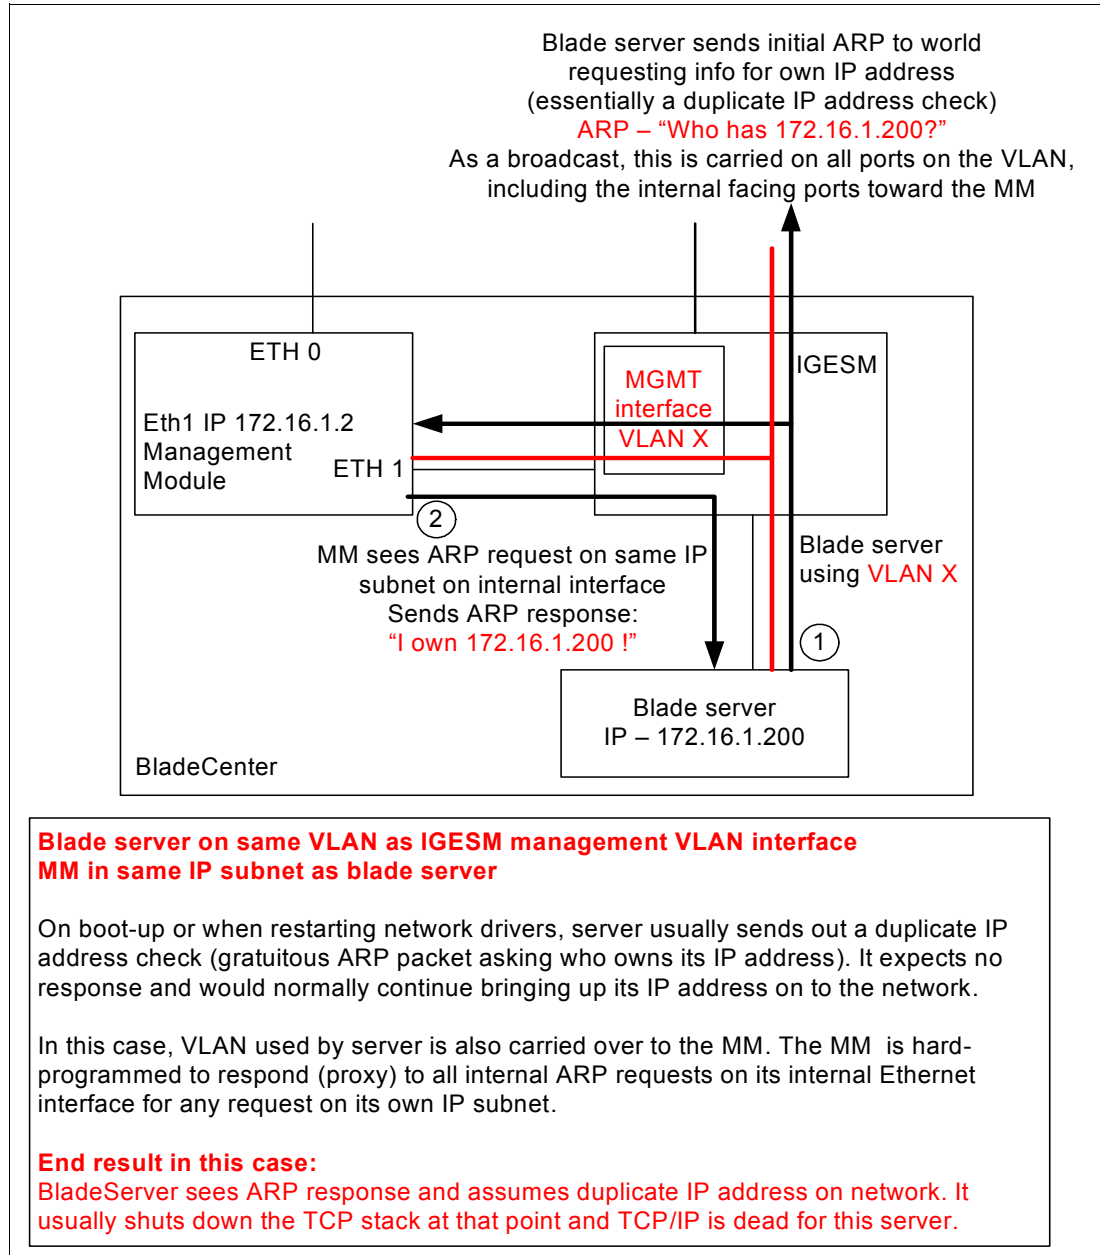 Blade server sends initial ARP to world
requesting info for own IP address
(essentially a duplicate IP address check)
ARP – “Who has 172.16.1.200?”
As a broadcast, this is carried on all ports on the VLAN,
including the internal facing ports toward the MM
ETH 0
Eth1 IP 172.16.1.2
Management
Module
ETH 1
MGMT
interface
VLAN X
IGESM
2
MM sees ARP request on same IP
subnet on internal interface
Sends ARP response:
“I own 172.16.1.200 !”
Blade server
using VLAN X
1
Blade server
IP – 172.16.1.200
BladeCenter
Blade server on same VLAN as IGESM management VLAN interface
MM in same IP subnet as blade server
On boot-up or when restarting network drivers, server usually sends out a duplicate IP
address check (gratuitous ARP packet asking who owns its IP address). It expects no
response and would normally continue bringing up its IP address on to the network.
In this case, VLAN used by server is also carried over to the MM. The MM  is hard-
programmed to respond (proxy) to all internal ARP requests on its internal Ethernet
interface for any request on its own IP subnet.
End result in this case:
BladeServer sees ARP response and assumes duplicate IP address on network. It
usually shuts down the TCP stack at that point and TCP/IP is dead for this server.